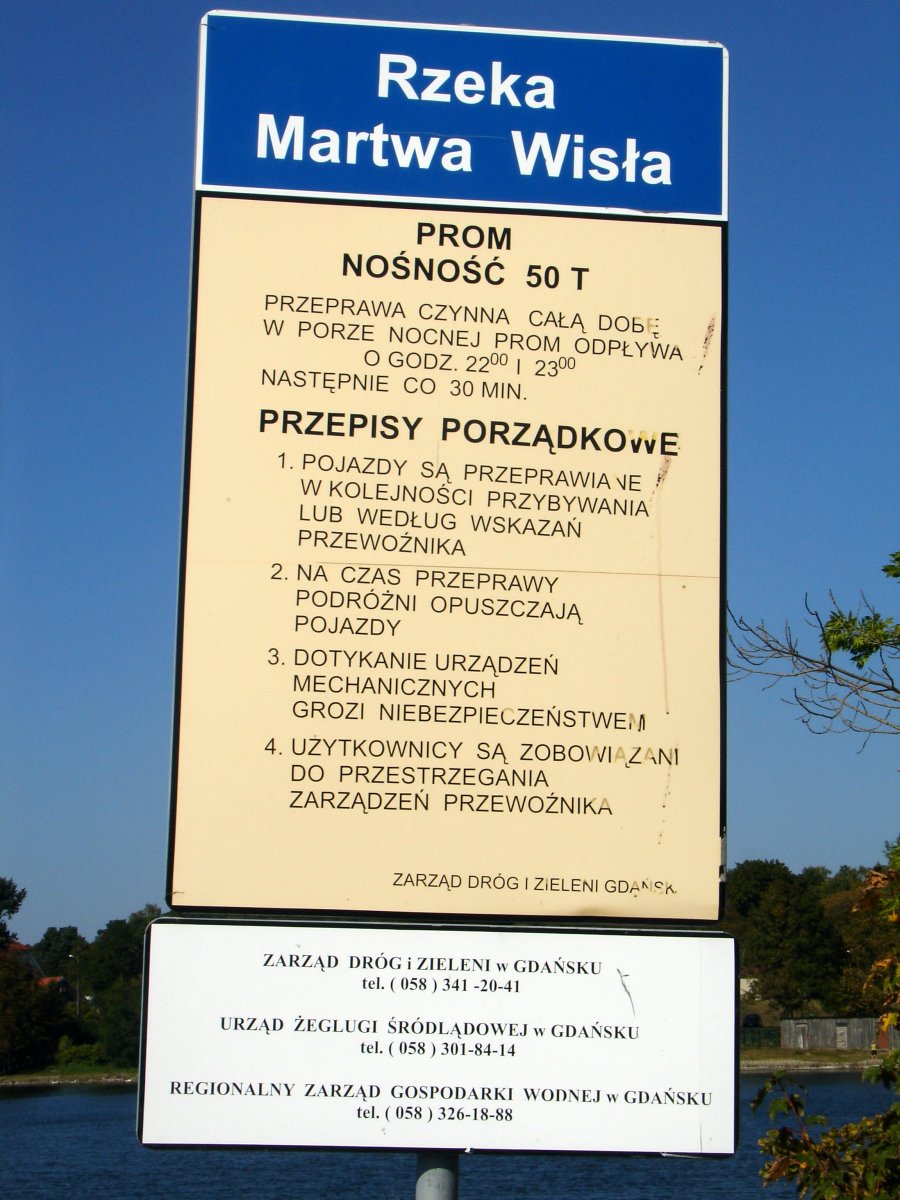 Rzeka
Martwa Wisła
PROM
NOŚNOŚĆ 50 T
PRZEPRAWA CZYNNA CAŁĄ DOBĘ
W PORZE NOCNEJ PROM ODPŁYWA
O GODZ. 22⁰⁰ I 23⁰⁰
NASTĘPNIE CO 30 MIN.
PRZEPISY PORZĄDKOWE
1. POJAZDY SĄ PRZEPRAWIANE
W KOLEJNOŚCI PRZYBYWANIA
LUB WEDŁUG WSKAZAŃ
PRZEWOŹNIKA
2. NA CZAS PRZEPRAWY
PODRÓŻNI OPUSZCZAJĄ
POJAZDY
3. DOTYKANIE URZĄDZEŃ
MECHANICZNYCH
GROZI NIEBEZPIECZEŃSTWEM
4. UŻYTKOWNICY SĄ ZOBOWIĄZANI
DO PRZESTRZEGANIA
ZARZĄDZEŃ PRZEWOŹNIKA
ZARZĄD DRÓG I ZIELENI GDAŃSK
ZARZĄD DRÓG i ZIELENI w GDAŃSKU
tel. ( 058 ) 341 -20-41
URZĄD ŻEGLUGI ŚRÓDLĄDOWEJ w GDAŃSKU
tel. ( 058 ) 301-84-14
REGIONALNY ZARZĄD GOSPODARKI WODNEJ w GDAŃSKU
tel. ( 058 ) 326-18-88